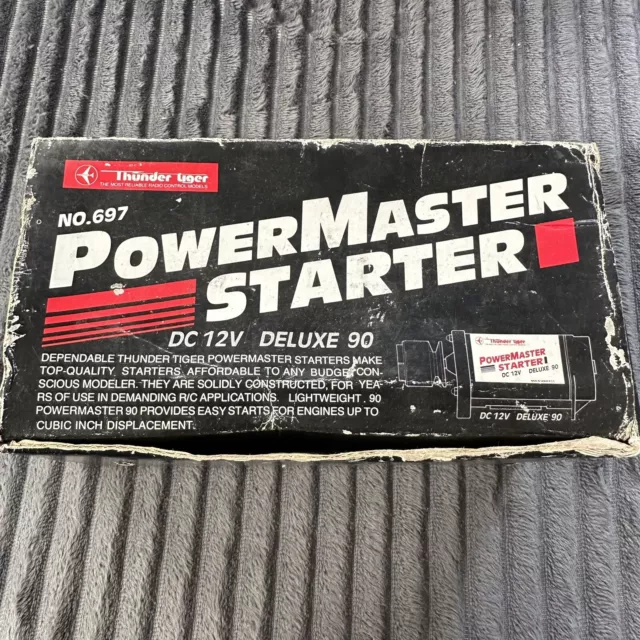 Thunder tiger
THE MOST RELIABLE RADIO CONTROL MODELS
NO.697
POWERMASTER
STARTER
DC 12V DELUXE 90
DEPENDABLE THUNDER TIGER POWERMASTER STARTERS MAKE
TOP-QUALITY, STARTERS, AFFORDABLE TO ANY BUDGET CON-
SCIOUS MODELER. THEY ARE SOLIDLY CONSTRUCTED, FOR YEA-
RS OF USE IN DEMANDING R/C APPLICATIONS. LIGHTWEIGHT. 90
POWERMASTER 90 PROVIDES EASY STARTS FOR ENGINES UP TO
CUBIC INCH DISPLACEMENT.
Thunder tiger
POWERMASTER
STARTER
DC 12V DELUXE 90
DC 12V DELUXE 90